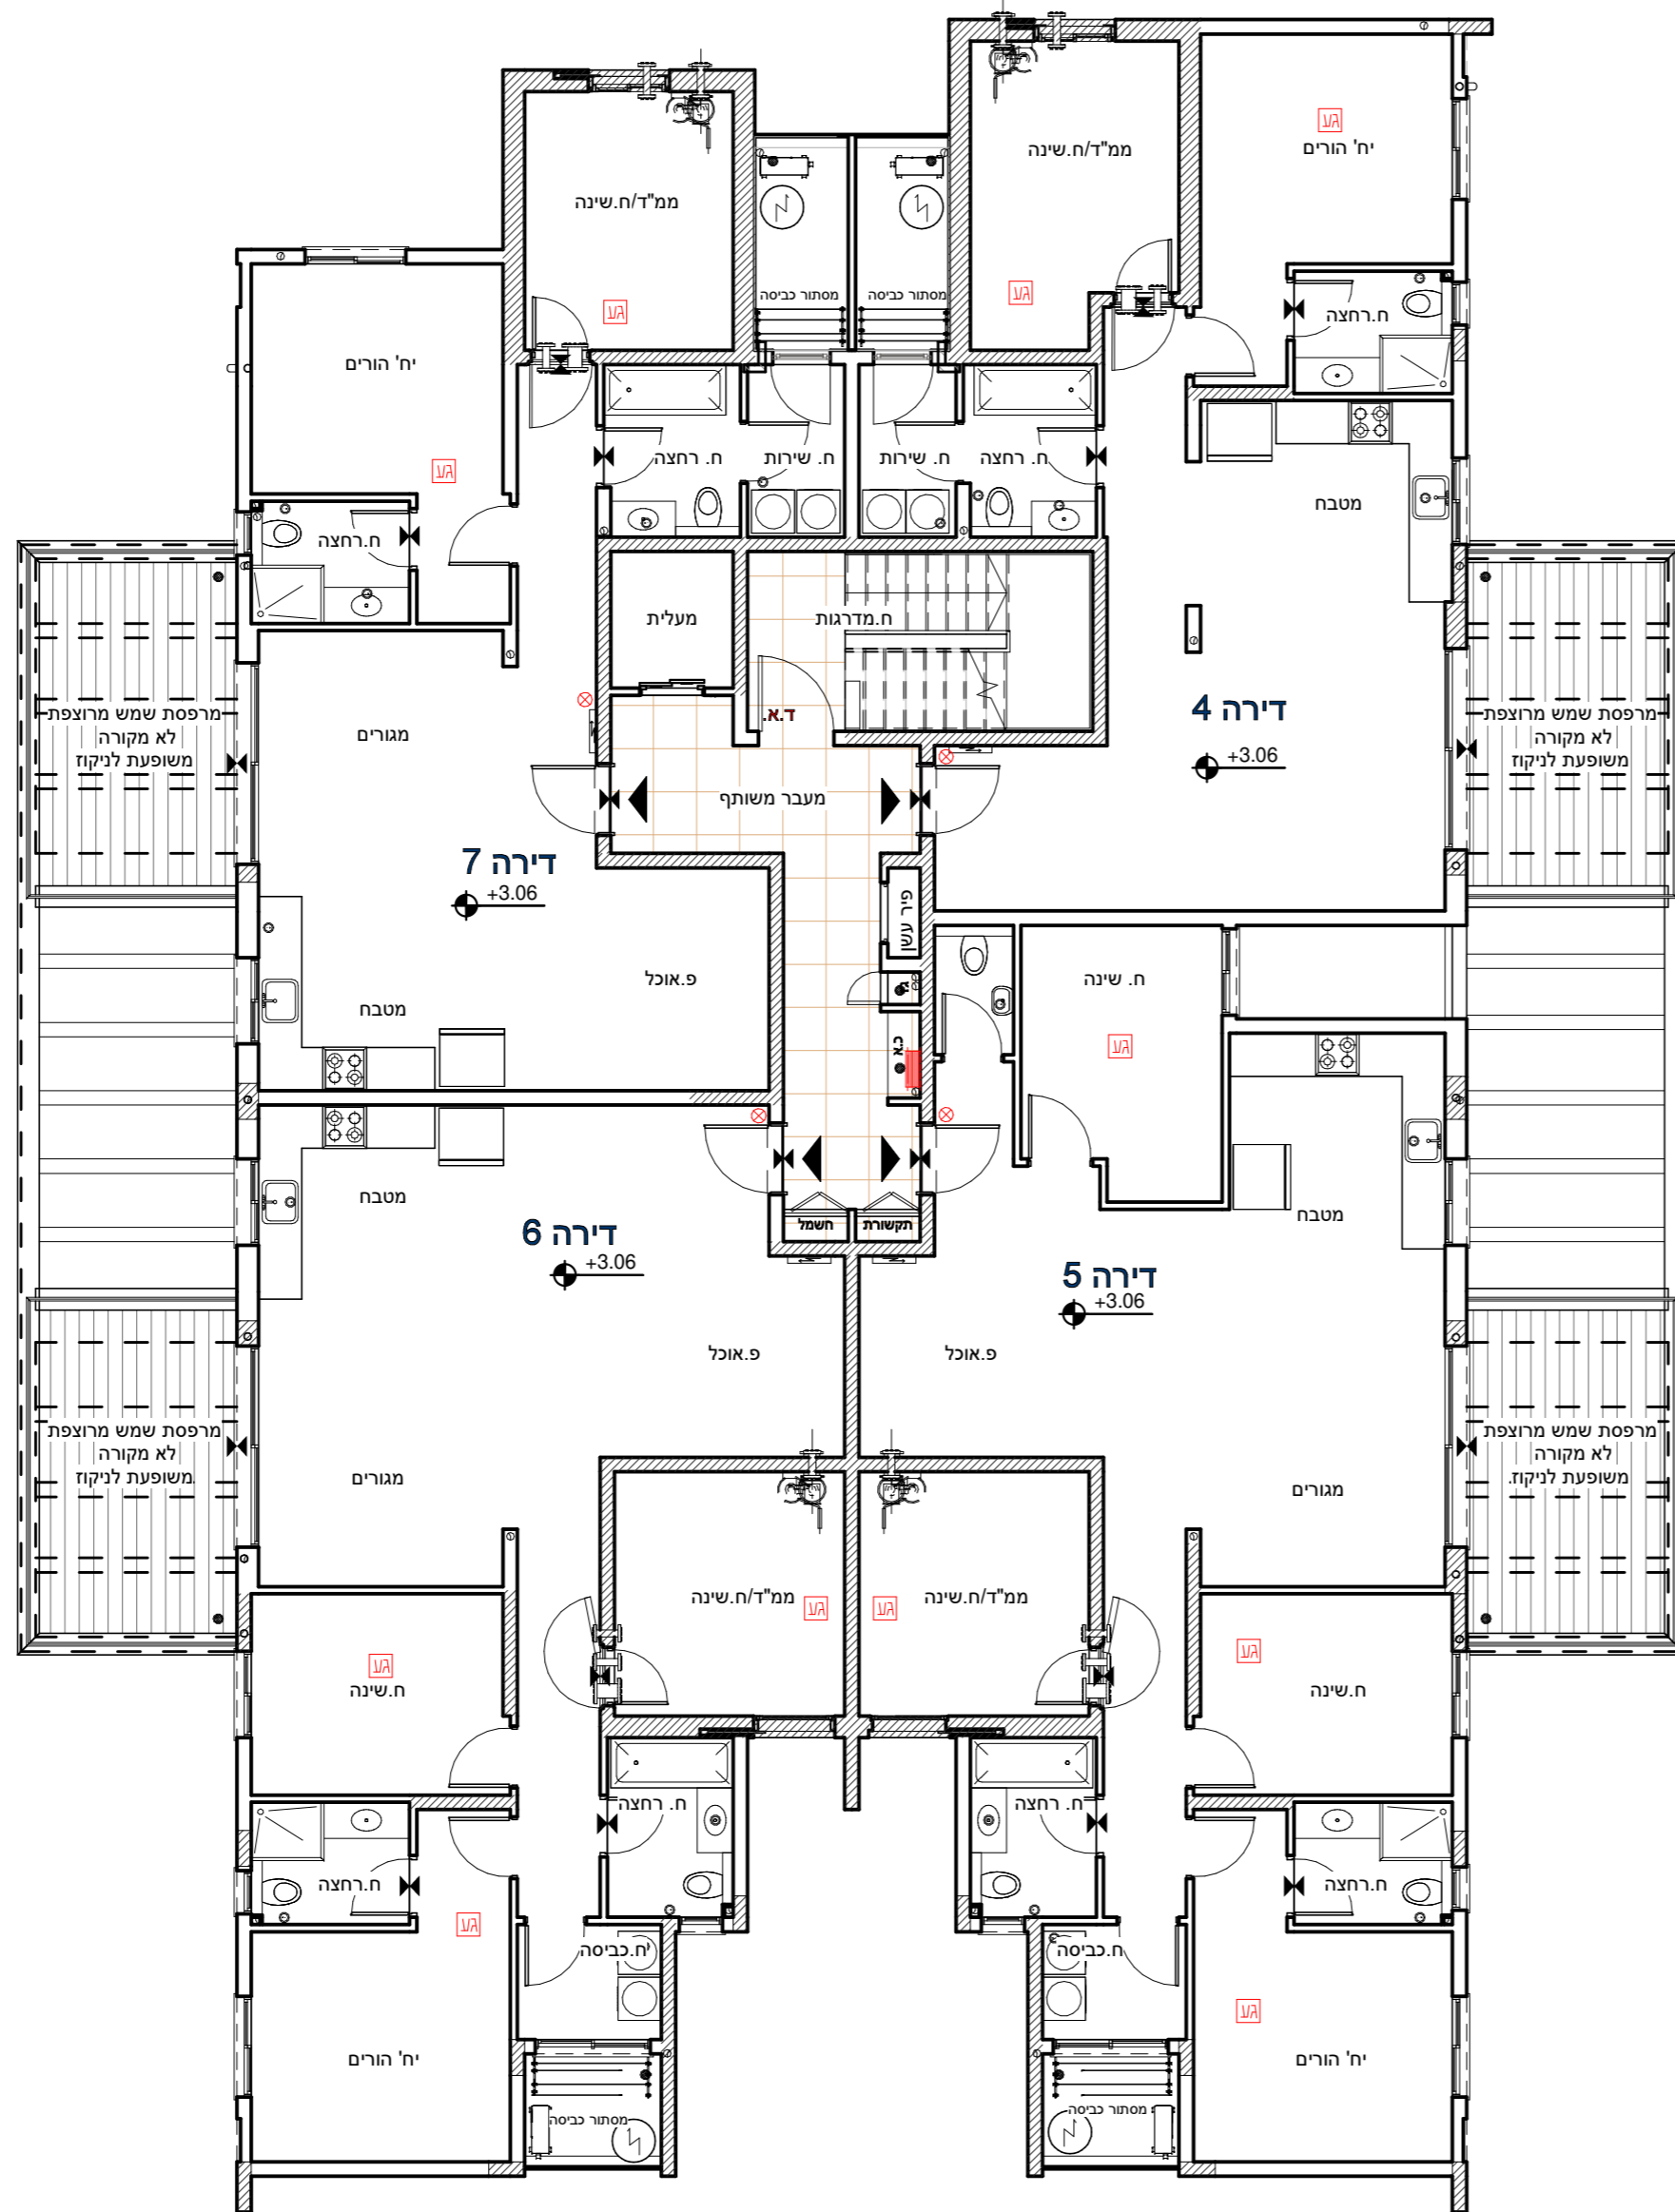 גע
יח' הורים
ממ"ד/ח.שינה
גע
ממ"ד/ח.שינה
גע
מסתור כביסה
מסתור כביסה
ח.רחצה
יח' הורים
גע
ח. רחצה
ח. שירות
ח. שירות
ח. רחצה
מטבח
ח.רחצה
מעלית
ח.מדרגות
ד.א.
דירה 4
+3.06
מרפסת שמש מרוצפת
לא מקורה
משופעת לניקוז
מרפסת שמש מרוצפת
לא מקורה
משופעת לניקוז
מגורים
מעבר משותף
דירה 7
+3.06
פיר עשן
פ.אוכל
מטבח
ח. שינה
גע
כ.א
מטבח
דירה 6
+3.06
חשמל
תקשורת
מטבח
דירה 5
+3.06
פ.אוכל
פ.אוכל
מרפסת שמש מרוצפת
לא מקורה
משופעת לניקוז.
מרפסת שמש מרוצפת
לא מקורה
משופעת לניקוז.
מגורים
מגורים
ממ"ד/ח.שינה
גע
ממ"ד/ח.שינה
גע
גע
ח.שינה
גע
ח.שינה
ח. רחצה
ח. רחצה
ח.רחצה
ח.רחצה
גע
ח.כביסה
ח.כביסה
גע
יח' הורים
יח' הורים
מסתור כביסה
מסתור כביסה